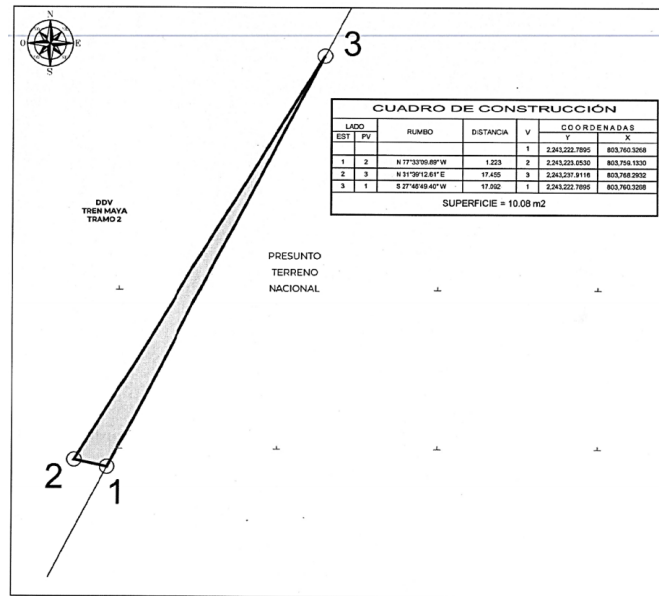 N
O E
S
3
CUADRO DE CONSTRUCCIÓN
LADO RUMBO DISTANCIA V COORDENADAS
EST PV Y X
1 2,243,222.7895 803,760.3268
1 2 N 77°33'09.89" W 1.223 2 2,243,223.0530 803,759.1330
2 3 N 31°39'12.61" E 17.455 3 2,243,237.9116 803,768.2932
3 1 S 27°46'49.40" W 17.092 1 2,243,222.7895 803,760.3268
SUPERFICIE = 10.08 m2
DDV
TREN MAYA
TRAMO 2
PRESUNTO
TERRENO
NACIONAL
2
1